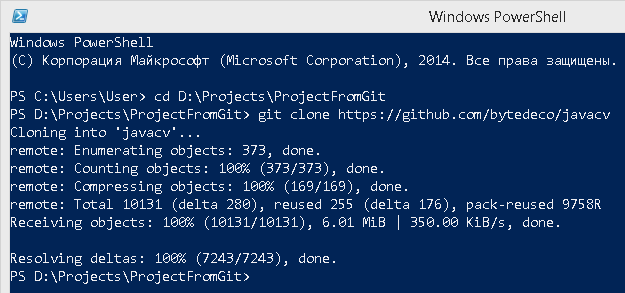 Windows PowerShell
Windows PowerShell
(C) Корпорация Майкрософт (Microsoft Corporation), 2014. Все права защищены.
PS C:\Users\User> cd D:\Projects\ProjectFromGit
PS D:\Projects\ProjectFromGit> git clone https://github.com/bytedeco/javacv
Cloning into 'javacv'...
remote: Enumerating objects: 373, done.
remote: Counting objects: 100% (373/373), done.
remote: Compressing objects: 100% (169/169), done.
remote: Total 10131 (delta 280), reused 255 (delta 176), pack-reused 9758R
Receiving objects: 100% (10131/10131), 6.01 MiB | 350.00 KiB/s, done.
Resolving deltas: 100% (7243/7243), done.
PS D:\Projects\ProjectFromGit>